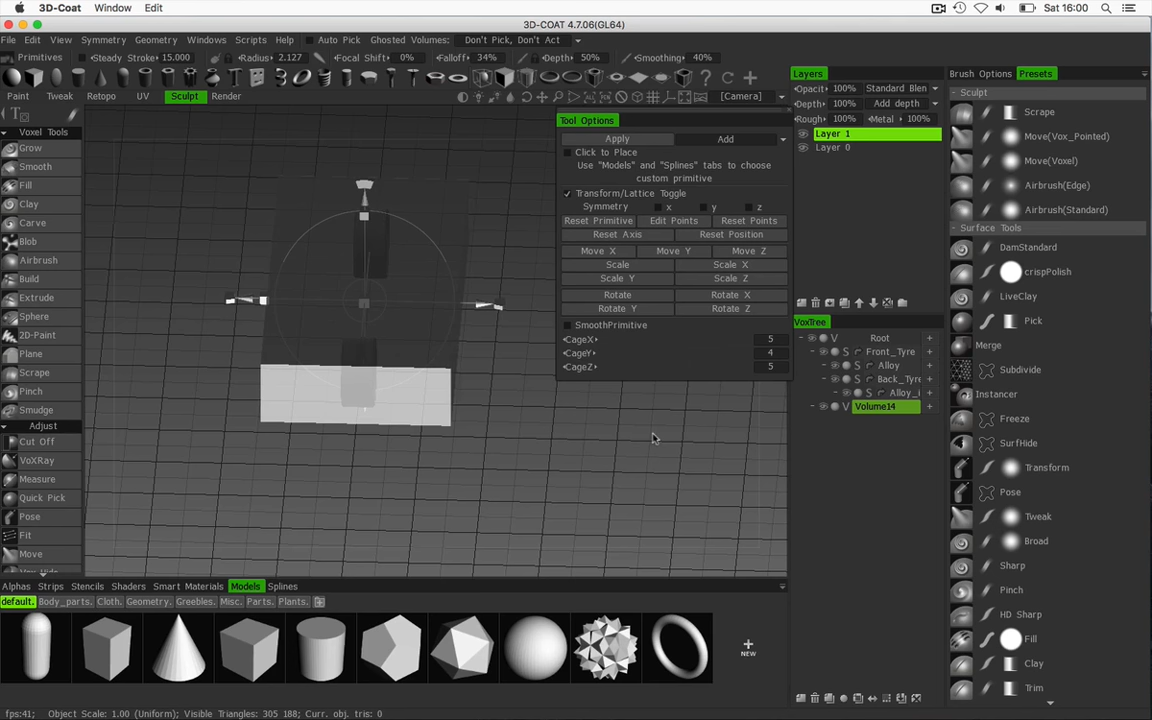 3D-Coat Window Edit Sat 16:00
3D-COAT 4.7.06(GL64)
File Edit View Symmetry Geometry Windows Scripts Help Auto Pick Ghosted Volumes: Don't Pick, Don't Act
Primitives Steady Stroke 15.000 Radius 2.127 Focal Shift 0% Falloff 34% Depth 50% Smoothing 40%
Paint Tweak Retopo UV Sculpt Render [Camera]
Voxel Tools
Grow
Smooth
Fill
Clay
Carve
Blob
Airbrush
Build
Extrude
Sphere
2D-Paint
Plane
Scrape
Pinch
Smudge
Adjust
Cut Off
VoXRay
Measure
Quick Pick
Pose
Fit
Move
Tool Options
Apply Add
Click to Place
Use "Models" and "Splines" tabs to choose
custom primitive
Transform/Lattice Toggle
Symmetry x y z
Reset Primitive Edit Points Reset Points
Reset Axis Reset Position
Move X Move Y Move Z
Scale Scale X
Scale Y Scale Z
Rotate Rotate X
Rotate Y Rotate Z
SmoothPrimitive
CageX 5
CageY 4
CageZ 5
Layers
Opacit 100% Standard Blen
Depth 100% Add depth
Rough 100% Metal 100%
Layer 1
Layer 0
VoxTree
V Root
S Front_Tyre
S Alloy
S Back_Tyre
S Alloy_i
V Volume14
Brush Options Presets
Sculpt
Scrape
Move(Vox_Pointed)
Move(Voxel)
Airbrush(Edge)
Airbrush(Standard)
Surface Tools
DamStandard
crispPolish
LiveClay
Pick
Merge
Subdivide
Instancer
Freeze
SurfHide
Transform
Pose
Tweak
Broad
Sharp
Pinch
HD Sharp
Fill
Clay
Trim
Alphas Strips Stencils Shaders Smart Materials Models Splines
default. Body_parts. Cloth. Geometry. Greebles. Misc. Parts. Plants.
NEW
fps:41; Object Scale: 1.00 (Uniform); Visible Triangles: 305 188; Curr. obj. tris: 0